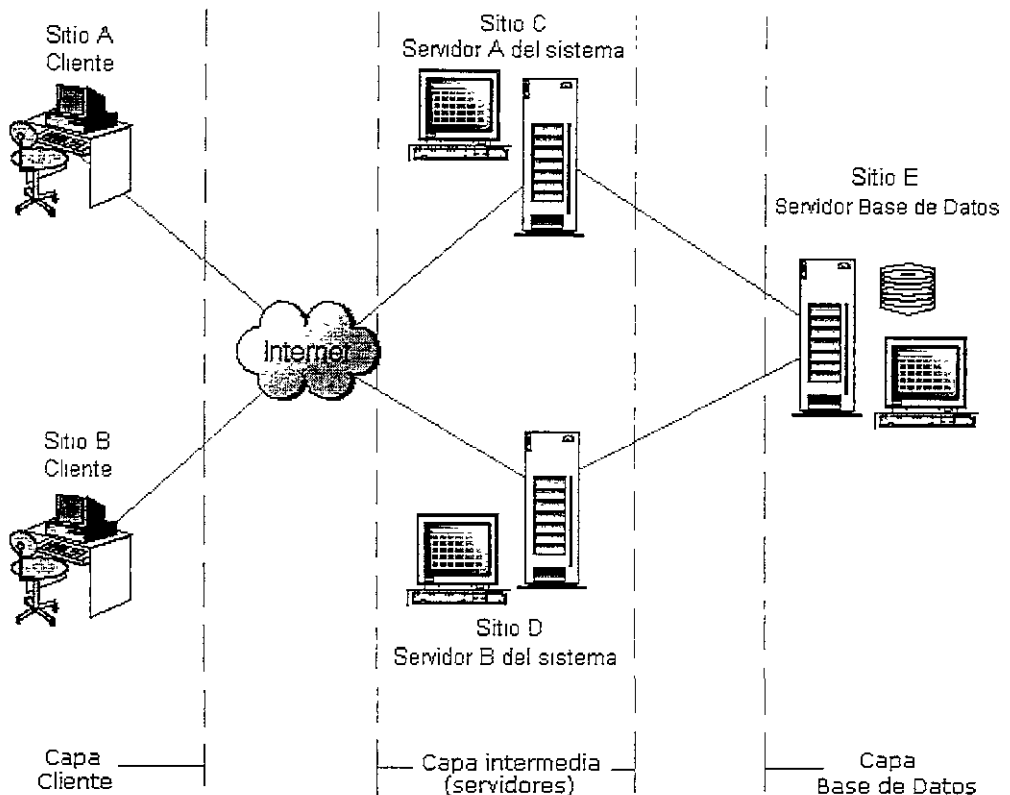 Sitio A
Cliente
Sitio C
Servidor A del sistema
Sitio E
Servidor Base de Datos
Internet
Sitio B
Cliente
Sitio D
Servidor B del sistema
Capa
Cliente
Capa intermedia
(servidores)
Capa
Base de Datos